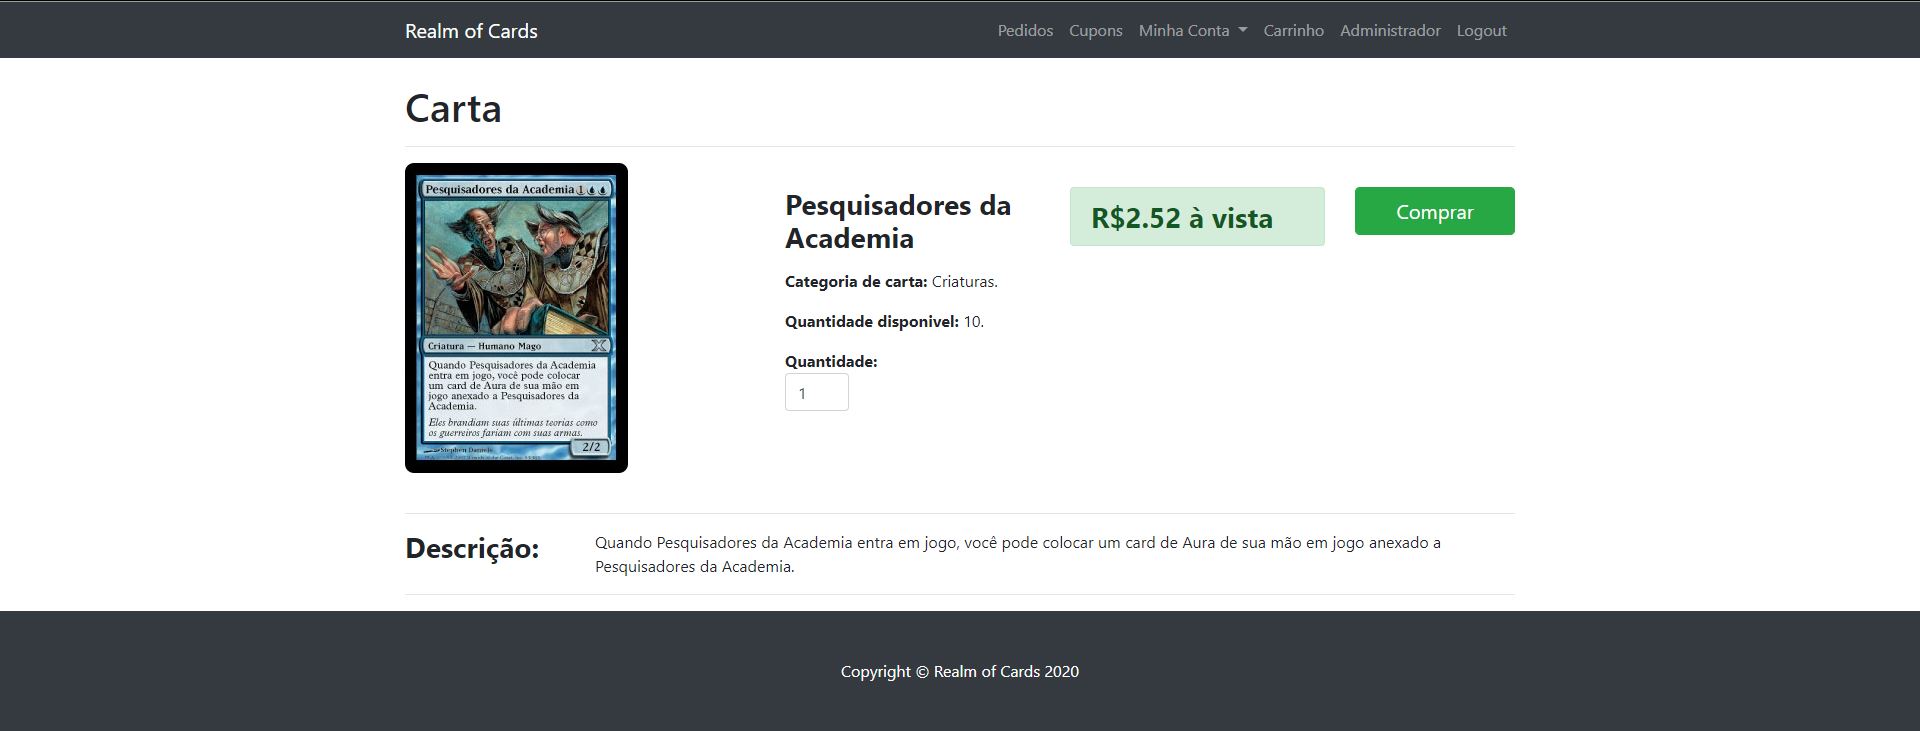 Realm of Cards
Pedidos Cupons Minha Conta Carrinho Administrador Logout
Carta
Pesquisadores da Academia 1
Criatura — Humano Mago
Quando Pesquisadores da Academia
entra em jogo, você pode colocar
um card de Aura de sua mão em
jogo anexado a Pesquisadores da
Academia.
Eles brandiam suas últimas teorias como
os guerreiros fariam com suas armas.
2/2
Stephen Daniele
Pesquisadores da
Academia
Categoria de carta: Criaturas.
Quantidade disponivel: 10.
Quantidade:
1
R$2.52 à vista
Comprar
Descrição:
Quando Pesquisadores da Academia entra em jogo, você pode colocar um card de Aura de sua mão em jogo anexado a
Pesquisadores da Academia.
Copyright © Realm of Cards 2020